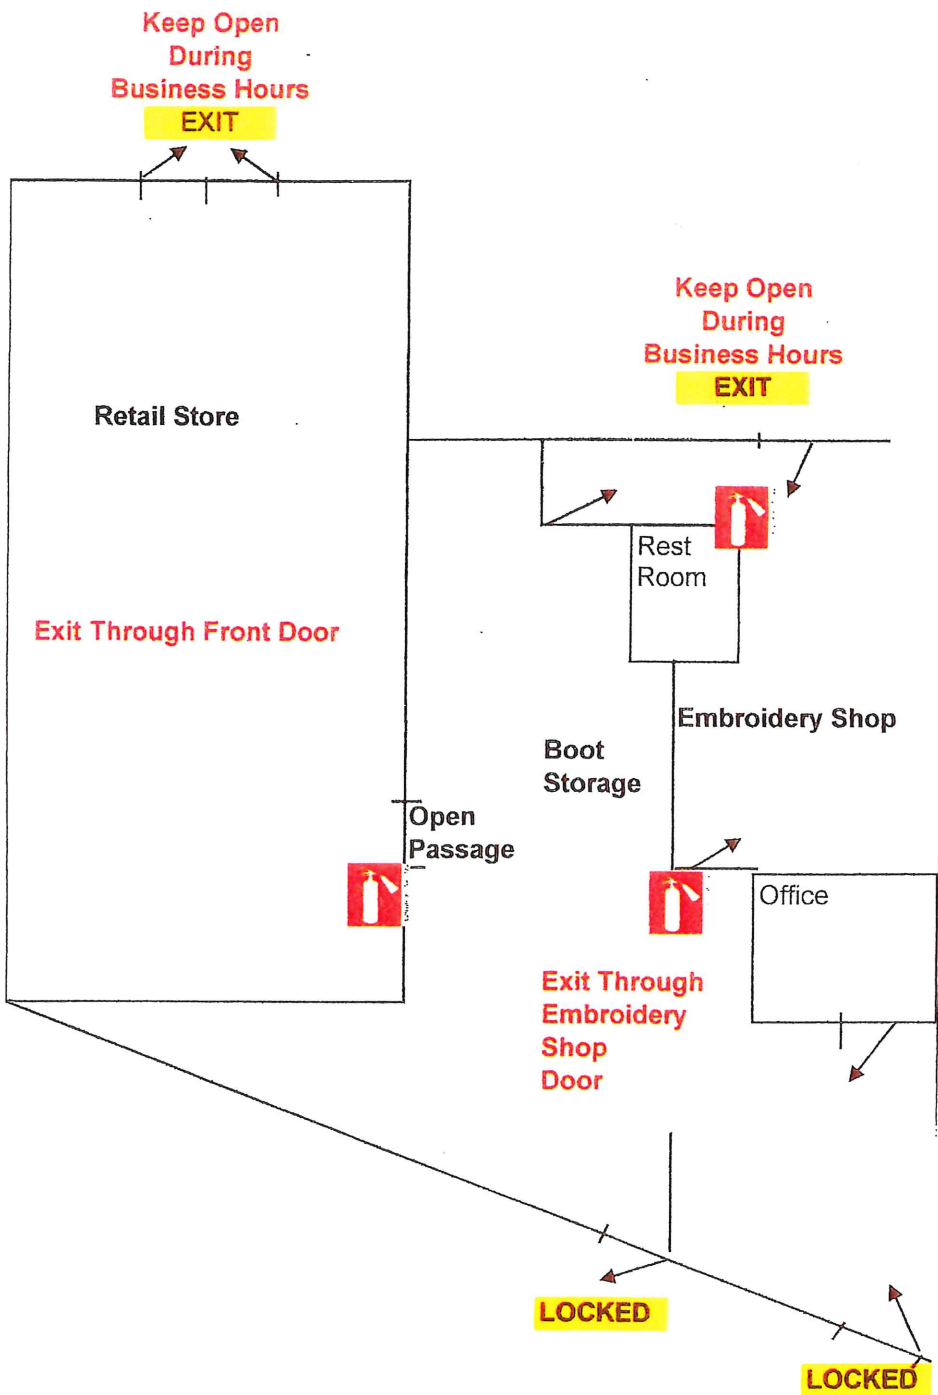 Keep Open
During
Business Hours
EXIT
Keep Open
During
Business Hours
EXIT
Retail Store
Rest
Room
Exit Through Front Door
Embroidery Shop
Boot
Storage
Open
Passage
Office
Exit Through
Embroidery
Shop
Door
LOCKED
LOCKED